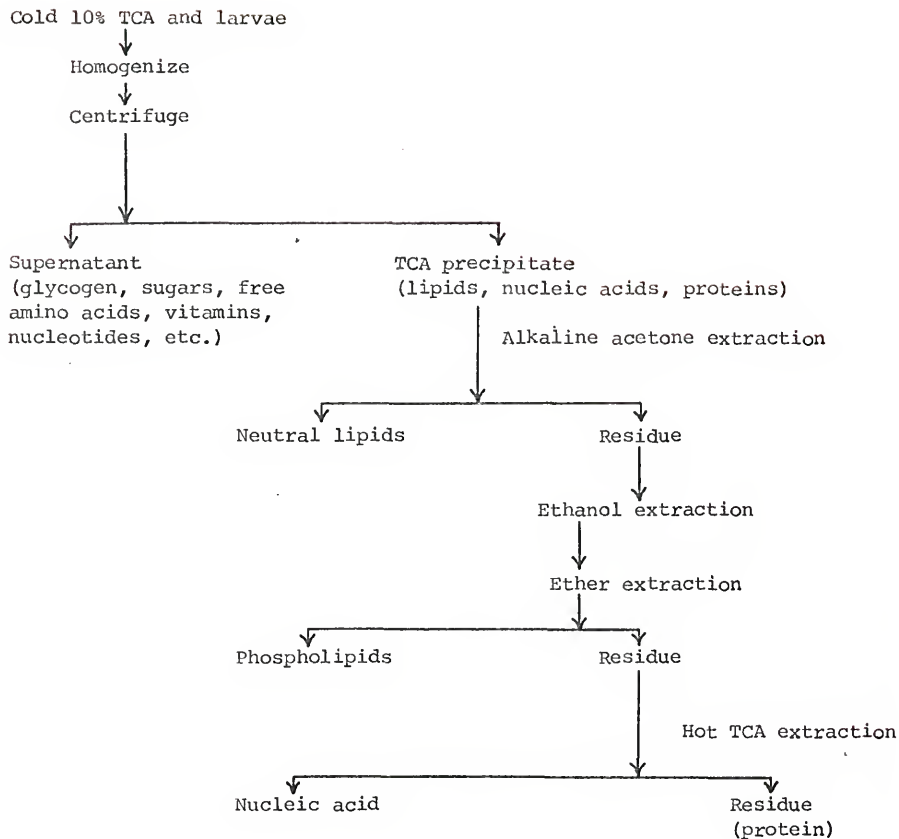 Cold 10% TCA and larvae
Homogenize
Centrifuge
Supernatant
(glycogen, sugars, free
amino acids, vitamins,
nucleotides, etc.)
TCA precipitate
(lipids, nucleic acids, proteins)
Alkaline acetone extraction
Neutral lipids
Residue
Ethanol extraction
Ether extraction
Phospholipids
Residue
Hot TCA extraction
Nucleic acid
Residue
(protein)